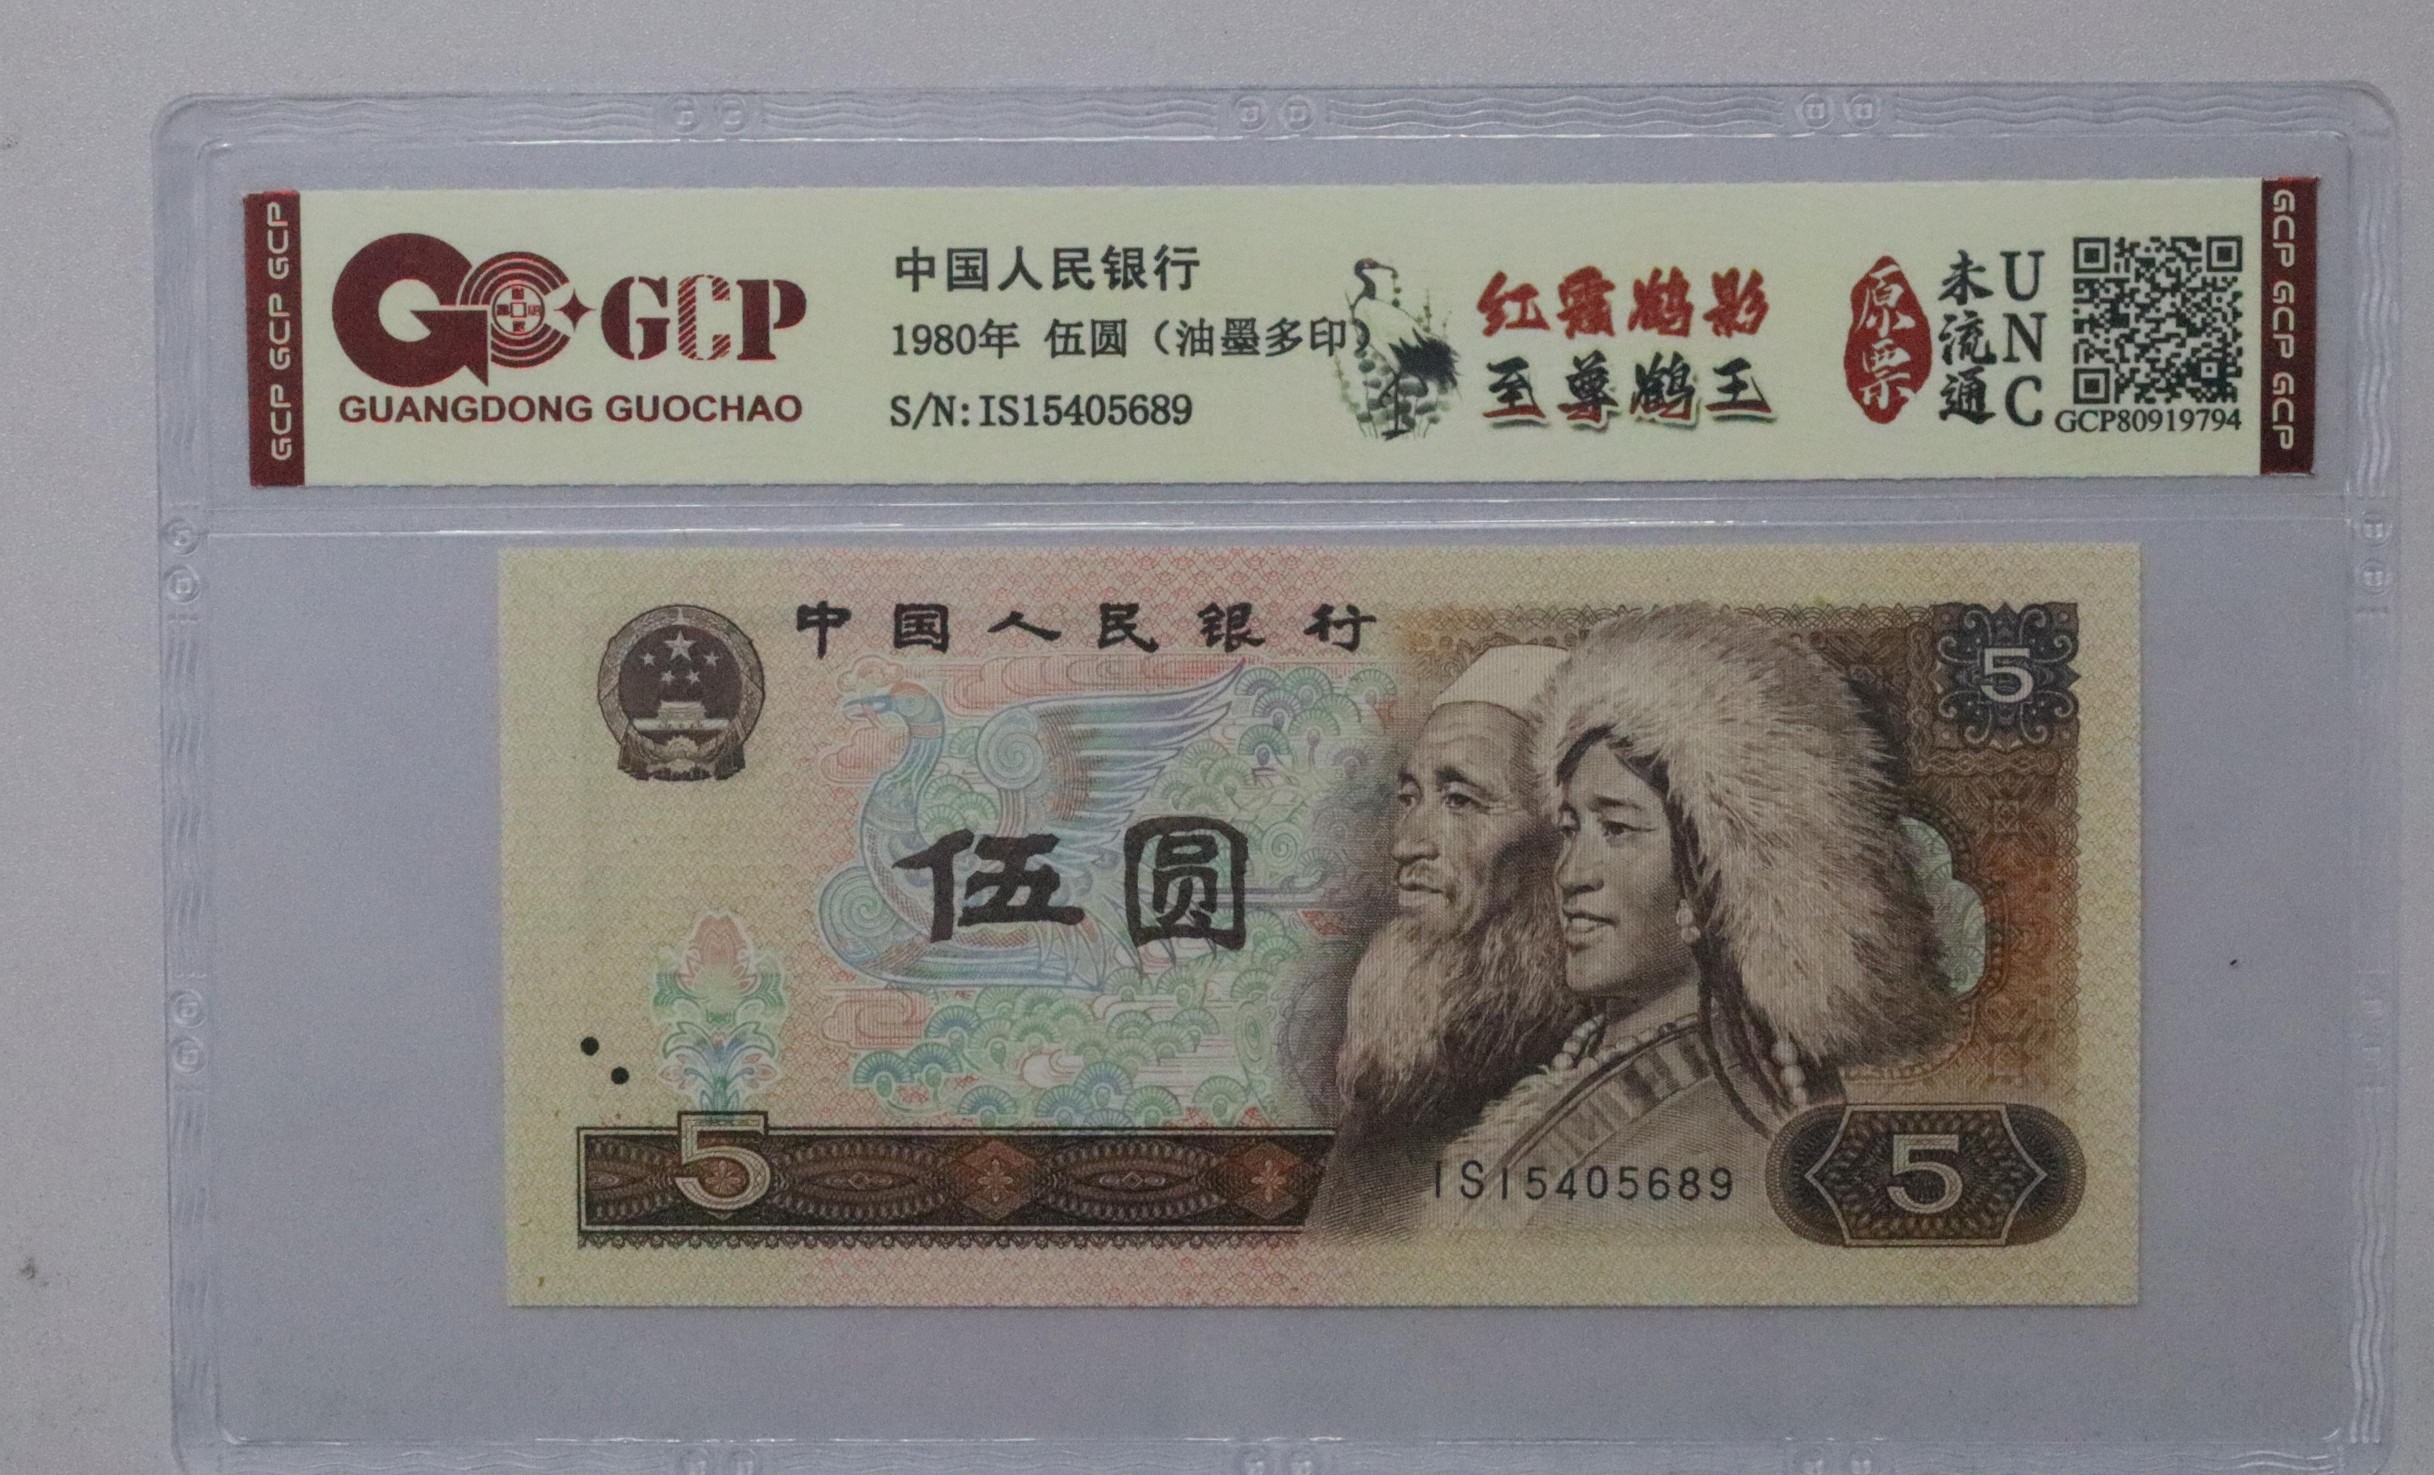 GCP GCP GCP
GCP
GUANGDONG GUOCHAO
中国人民银行
1980年 伍圆（油墨多印）
S/N:IS15405689
红霞鹤影
至尊鹤王
原票
未流通
UNC
GCP80919794
GCP GCP GCP
中国人民银行
5
伍圆
5
IS15405689
5